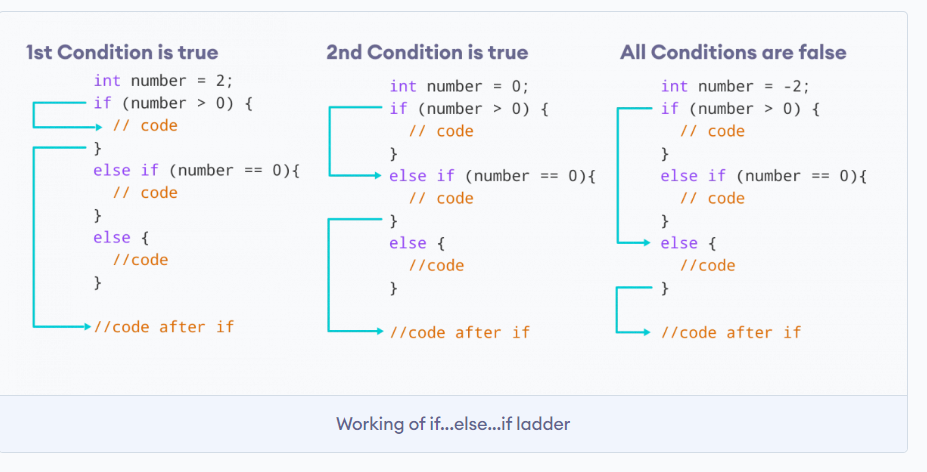 1st Condition is true
int number = 2;
if (number > 0) {
// code
}
else if (number == 0){
// code
}
else {
//code
}
//code after if
2nd Condition is true
int number = 0;
if (number > 0) {
// code
}
else if (number == 0){
// code
}
else {
//code
}
//code after if
All Conditions are false
int number = -2;
if (number > 0) {
// code
}
else if (number == 0){
// code
}
else {
//code
}
//code after if
Working of if...else...if ladder